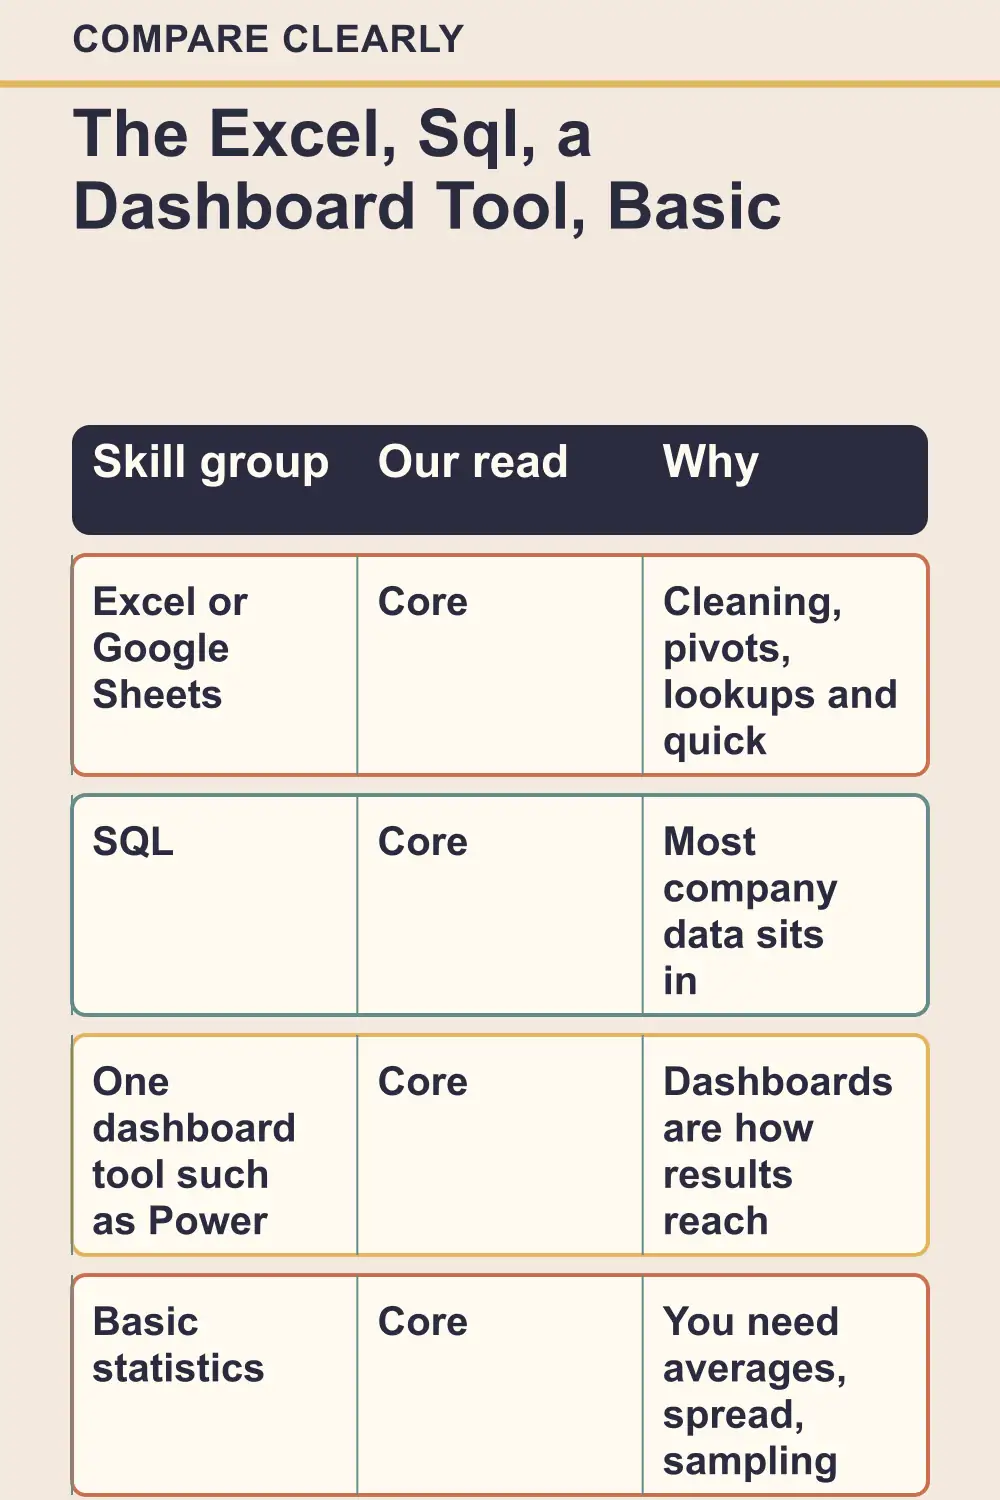 COMPARE CLEARLY
The Excel, Sql, a
Dashboard Tool, Basic
Skill group
Our read
Why
Excel or
Google
Sheets
Core
Cleaning,
pivots,
lookups and
quick
SQL
Core
Most
company
data sits
in
One
dashboard
tool such
as Power
Core
Dashboards
are how
results
reach
Basic
statistics
Core
You need
averages,
spread,
sampling